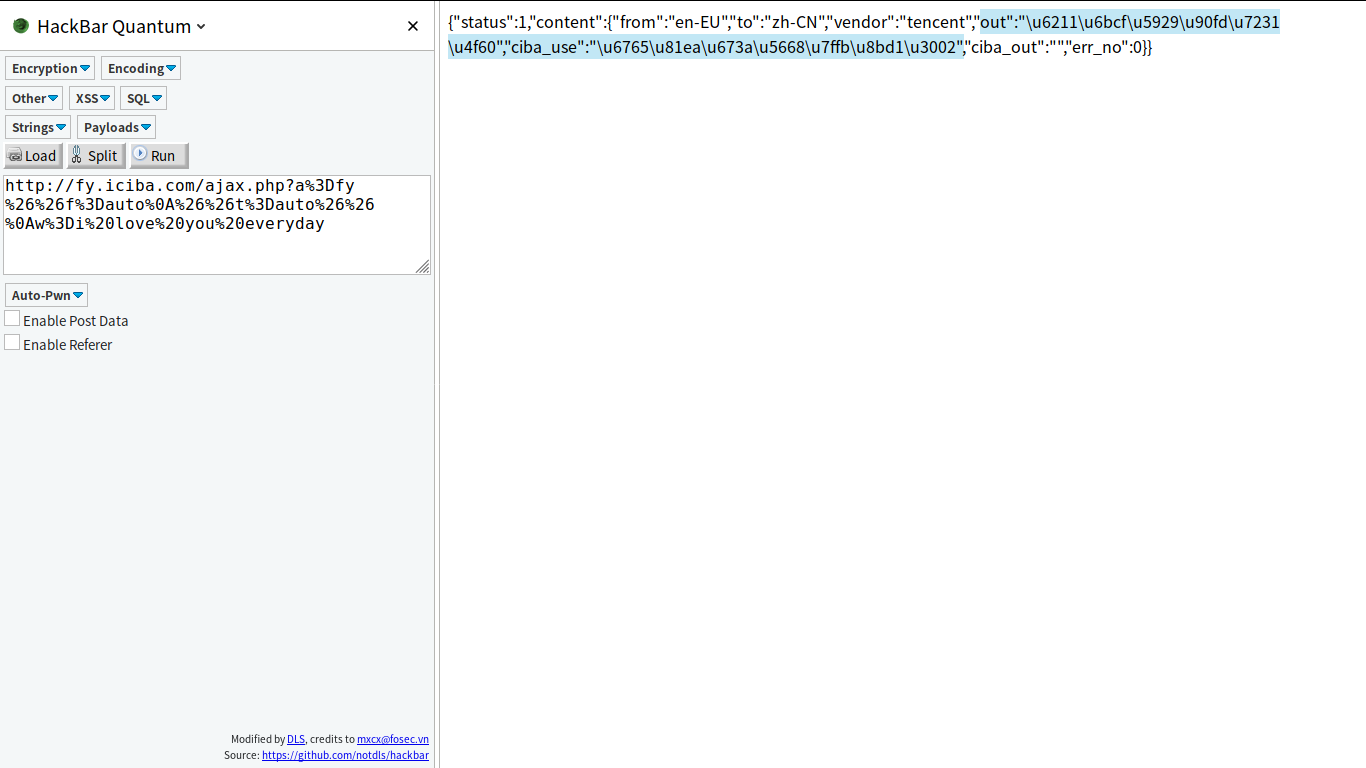 HackBar Quantum
Encryption Encoding
Other XSS SQL
Strings Payloads
Load Split Run
http://fy.iciba.com/ajax.php?a%3Dfy
%26%26f%3Dauto%0A%26%26t%3Dauto%26%26
%0Aw%3Di%20love%20you%20everyday
Auto-Pwn
Enable Post Data
Enable Referer
Modified by DLS, credits to mxcx@fosec.vn
Source: https://github.com/notdls/hackbar
{"status":1,"content":{"from":"en-EU","to":"zh-CN","vendor":"tencent","out":"\u6211\u6bcf\u5929\u90fd\u7231
\u4f60","ciba_use":"\u6765\u81ea\u673a\u5668\u7ffb\u8bd1\u3002","ciba_out":"","err_no":0}}